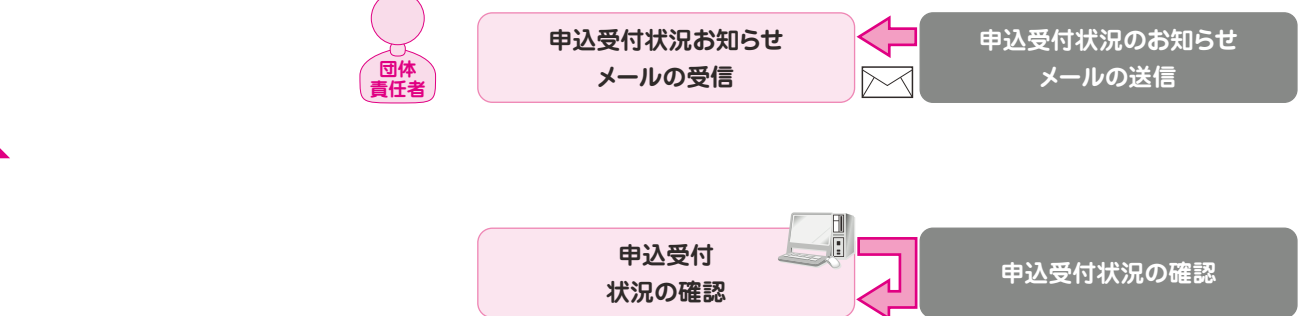 団体
責任者
申込受付状況お知らせ
メールの受信
申込受付状況のお知らせ
メールの送信
申込受付
状況の確認
申込受付状況の確認